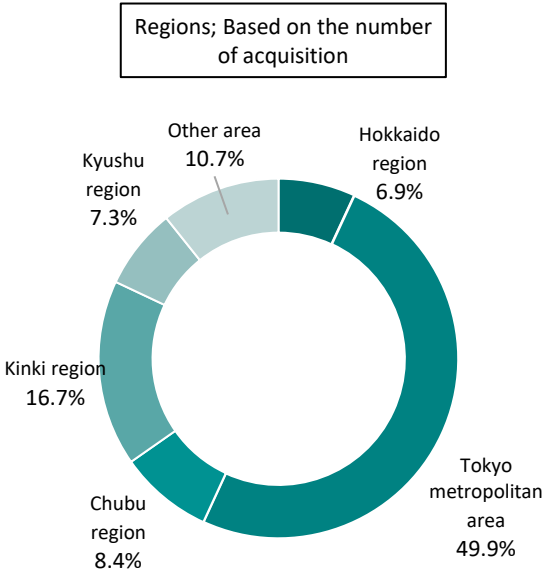 Regions; Based on the number
of acquisition
Other area
10.7%
Hokkaido
region
6.9%
Kyushu
region
7.3%
Kinki region
16.7%
Chubu
region
8.4%
Tokyo
metropolitan
area
49.9%